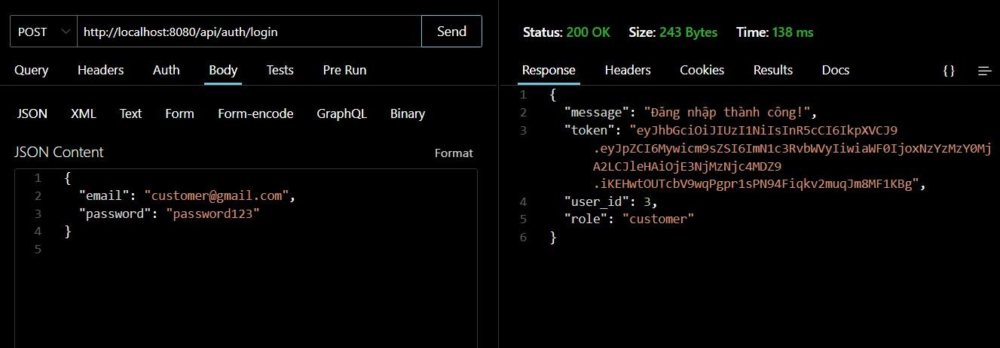 POST http://localhost:8080/api/auth/login Send
Query Headers Auth Body Tests Pre Run
JSON XML Text Form Form-encode GraphQL Binary
JSON Content Format
1 {
2 "email": "customer@gmail.com",
3 "password": "password123"
4 }
5
Status: 200 OK Size: 243 Bytes Time: 138 ms
Response Headers Cookies Results Docs {}
1 {
2 "message": "Đăng nhập thành công!",
3 "token": "eyJhbGciOiJIUzI1NiIsInR5cCI6IkpXVCJ9
.eyJpZCI6Mywicm9sZSI6ImN1c3RvbWVyIiwiaWF0IjoxNzYzMzY0Mj
A2LCJleHAiOjE3NjMzNjc4MDZ9
.iKEHwtOUTcbV9wqPgpr1sPN94Fiqkv2muqJm8MF1KBg",
4 "user_id": 3,
5 "role": "customer"
6 }